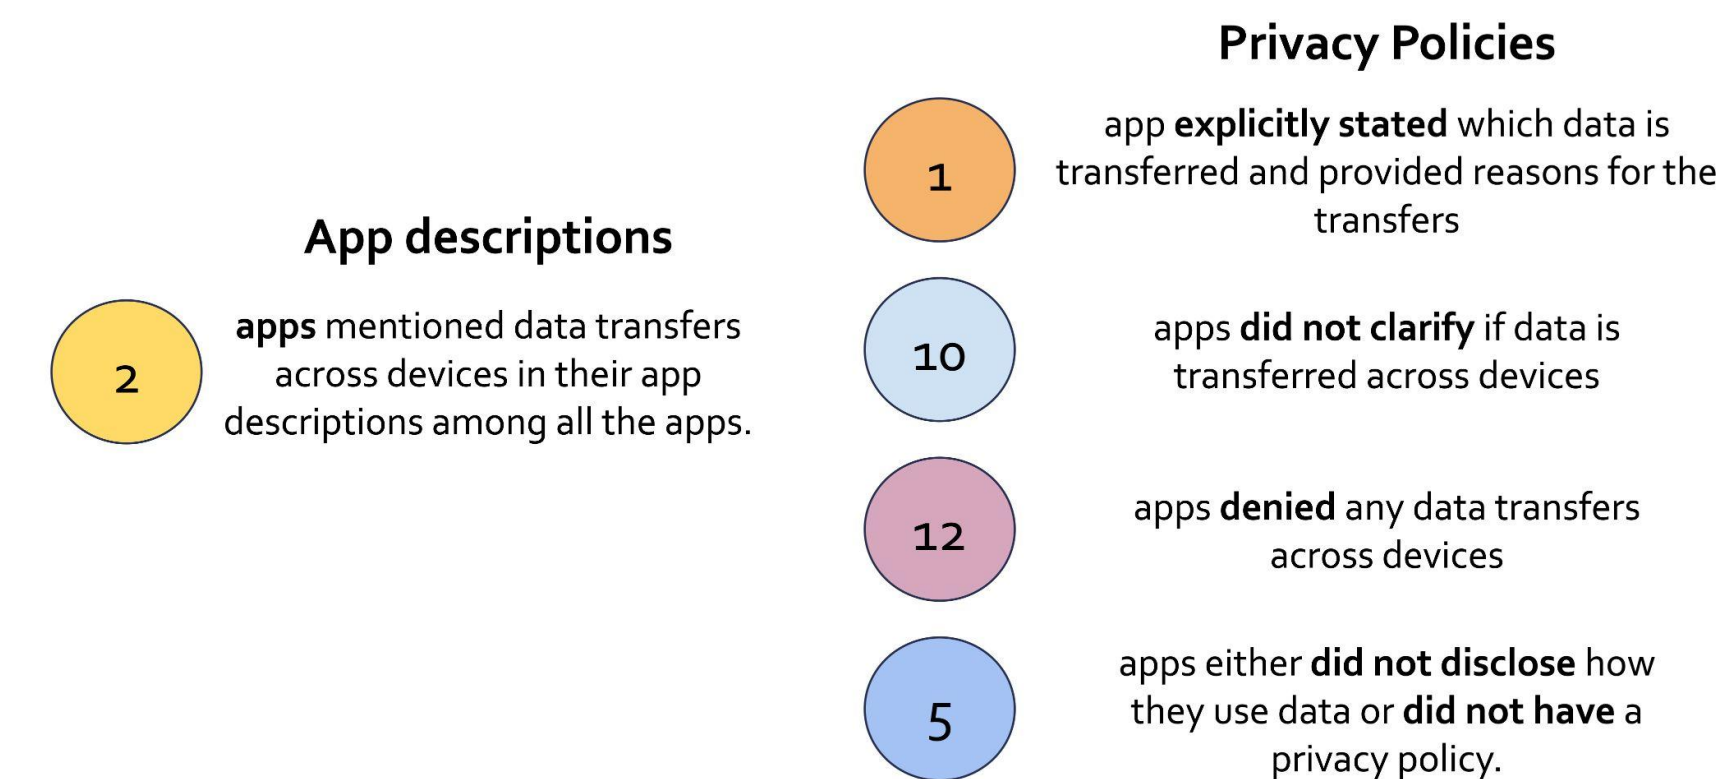 App descriptions
2
apps mentioned data transfers
across devices in their app
descriptions among all the apps.
Privacy Policies
1
app explicitly stated which data is
transferred and provided reasons for the
transfers
10
apps did not clarify if data is
transferred across devices
12
apps denied any data transfers
across devices
5
apps either did not disclose how
they use data or did not have a
privacy policy.